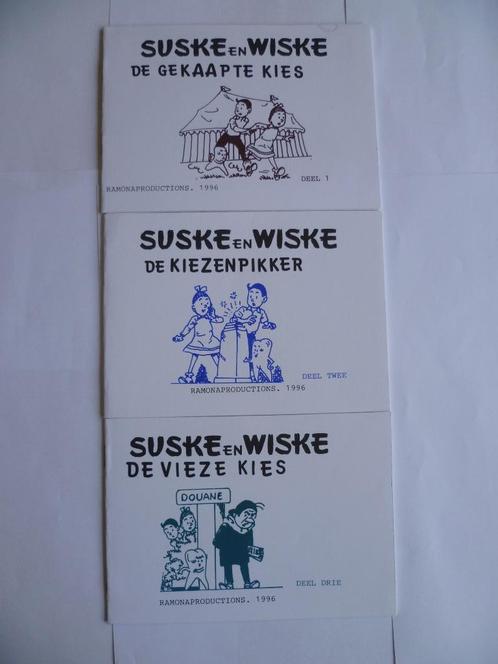 SUSKE EN WISKE
DE GEKAAPTE KIES
RAMONAPRODUCTIONS. 1996
DEEL 1
SUSKE EN WISKE
DE KIEZENPIKKER
DEEL TWEE
RAMONAPRODUCTIONS. 1996
SUSKE EN WISKE
DE VIEZE KIES
DOUANE
DEEL DRIE
RAMONAPRODUCTIONS. 1996